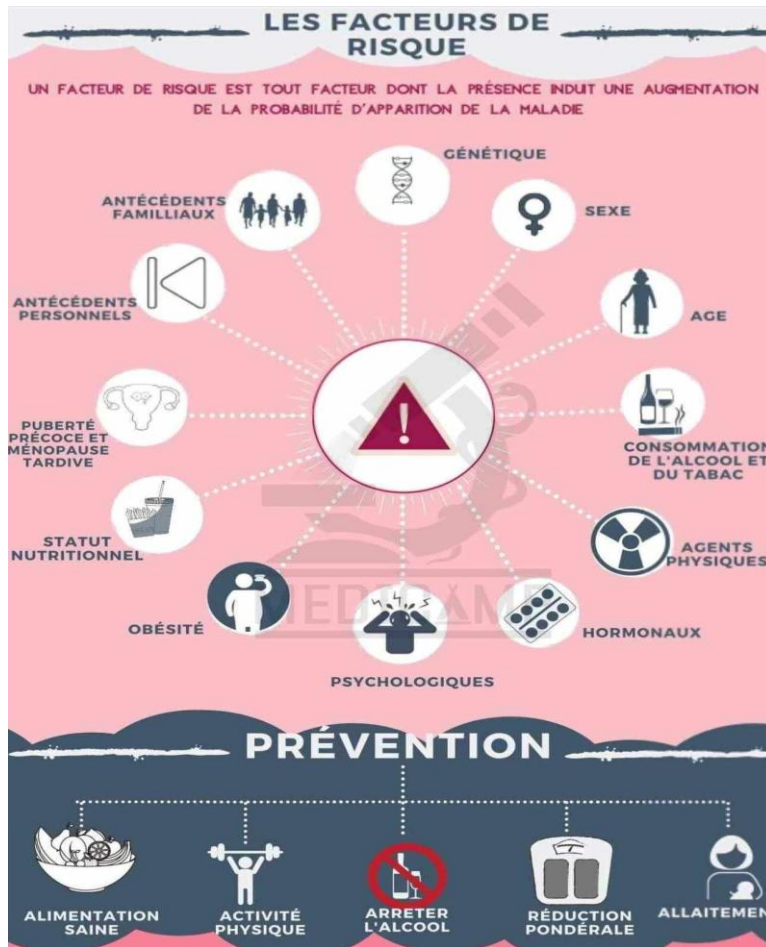 LES FACTEURS DE
RISQUE
UN FACTEUR DE RISQUE EST TOUT FACTEUR DONT LA PRÉSENCE INDUIT UNE AUGMENTATION
DE LA PROBABILITÉ D'APPARITION DE LA MALADIE
GÉNÉTIQUE
ANTÉCÉDENTS
FAMILLIAUX
SEXE
ANTÉCÉDENTS
PERSONNELS
AGE
PUBERTÉ
PRÉCOCE ET
MÉNOPAUSE
TARDIVE
CONSOMMATION
DE L'ALCOOL ET
DU TABAC
STATUT
NUTRITIONNEL
AGENTS
PHYSIQUES
OBÉSITÉ
MEDIGAME
HORMONAUX
PSYCHOLOGIQUES
PRÉVENTION
ALIMENTATION
SAINE
ACTIVITÉ
PHYSIQUE
ARRETER
L'ALCOOL
RÉDUCTION
PONDÉRALE
ALLAITEMEN